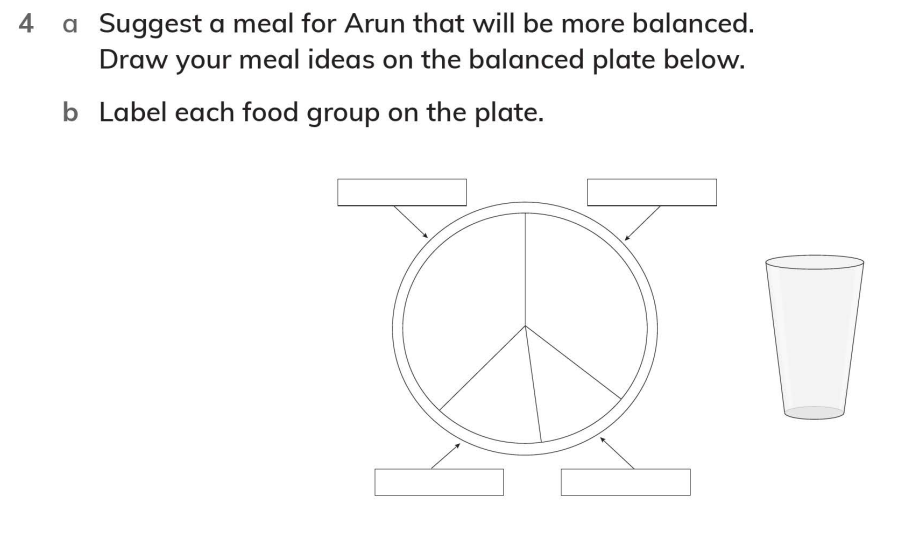 4 a Suggest a meal for Arun that will be more balanced.
Draw your meal ideas on the balanced plate below.
b Label each food group on the plate.